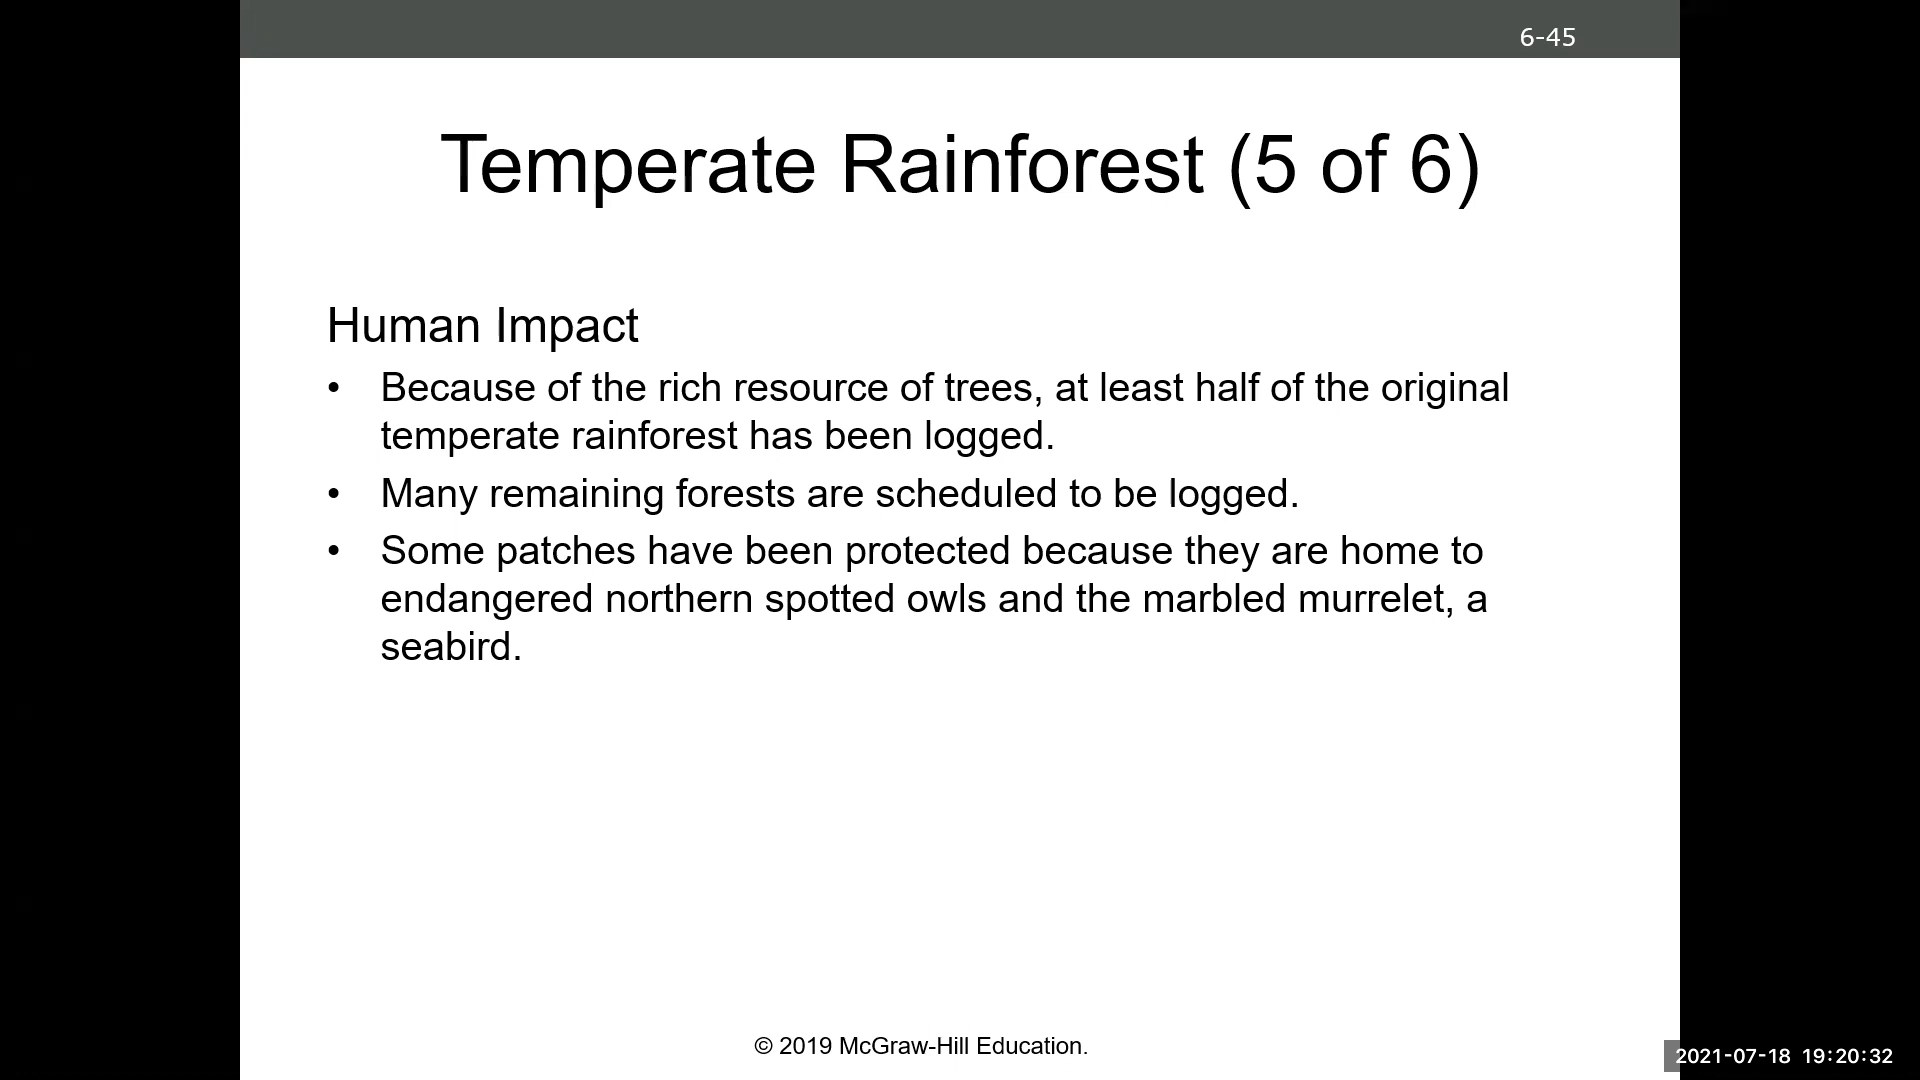 6-45
Temperate Rainforest (5 of 6)
Human Impact
• Because of the rich resource of trees, at least half of the original
temperate rainforest has been logged.
• Many remaining forests are scheduled to be logged.
• Some patches have been protected because they are home to
endangered northern spotted owls and the marbled murrelet, a
seabird.
© 2019 McGraw-Hill Education.
2021-07-18 19:20:32